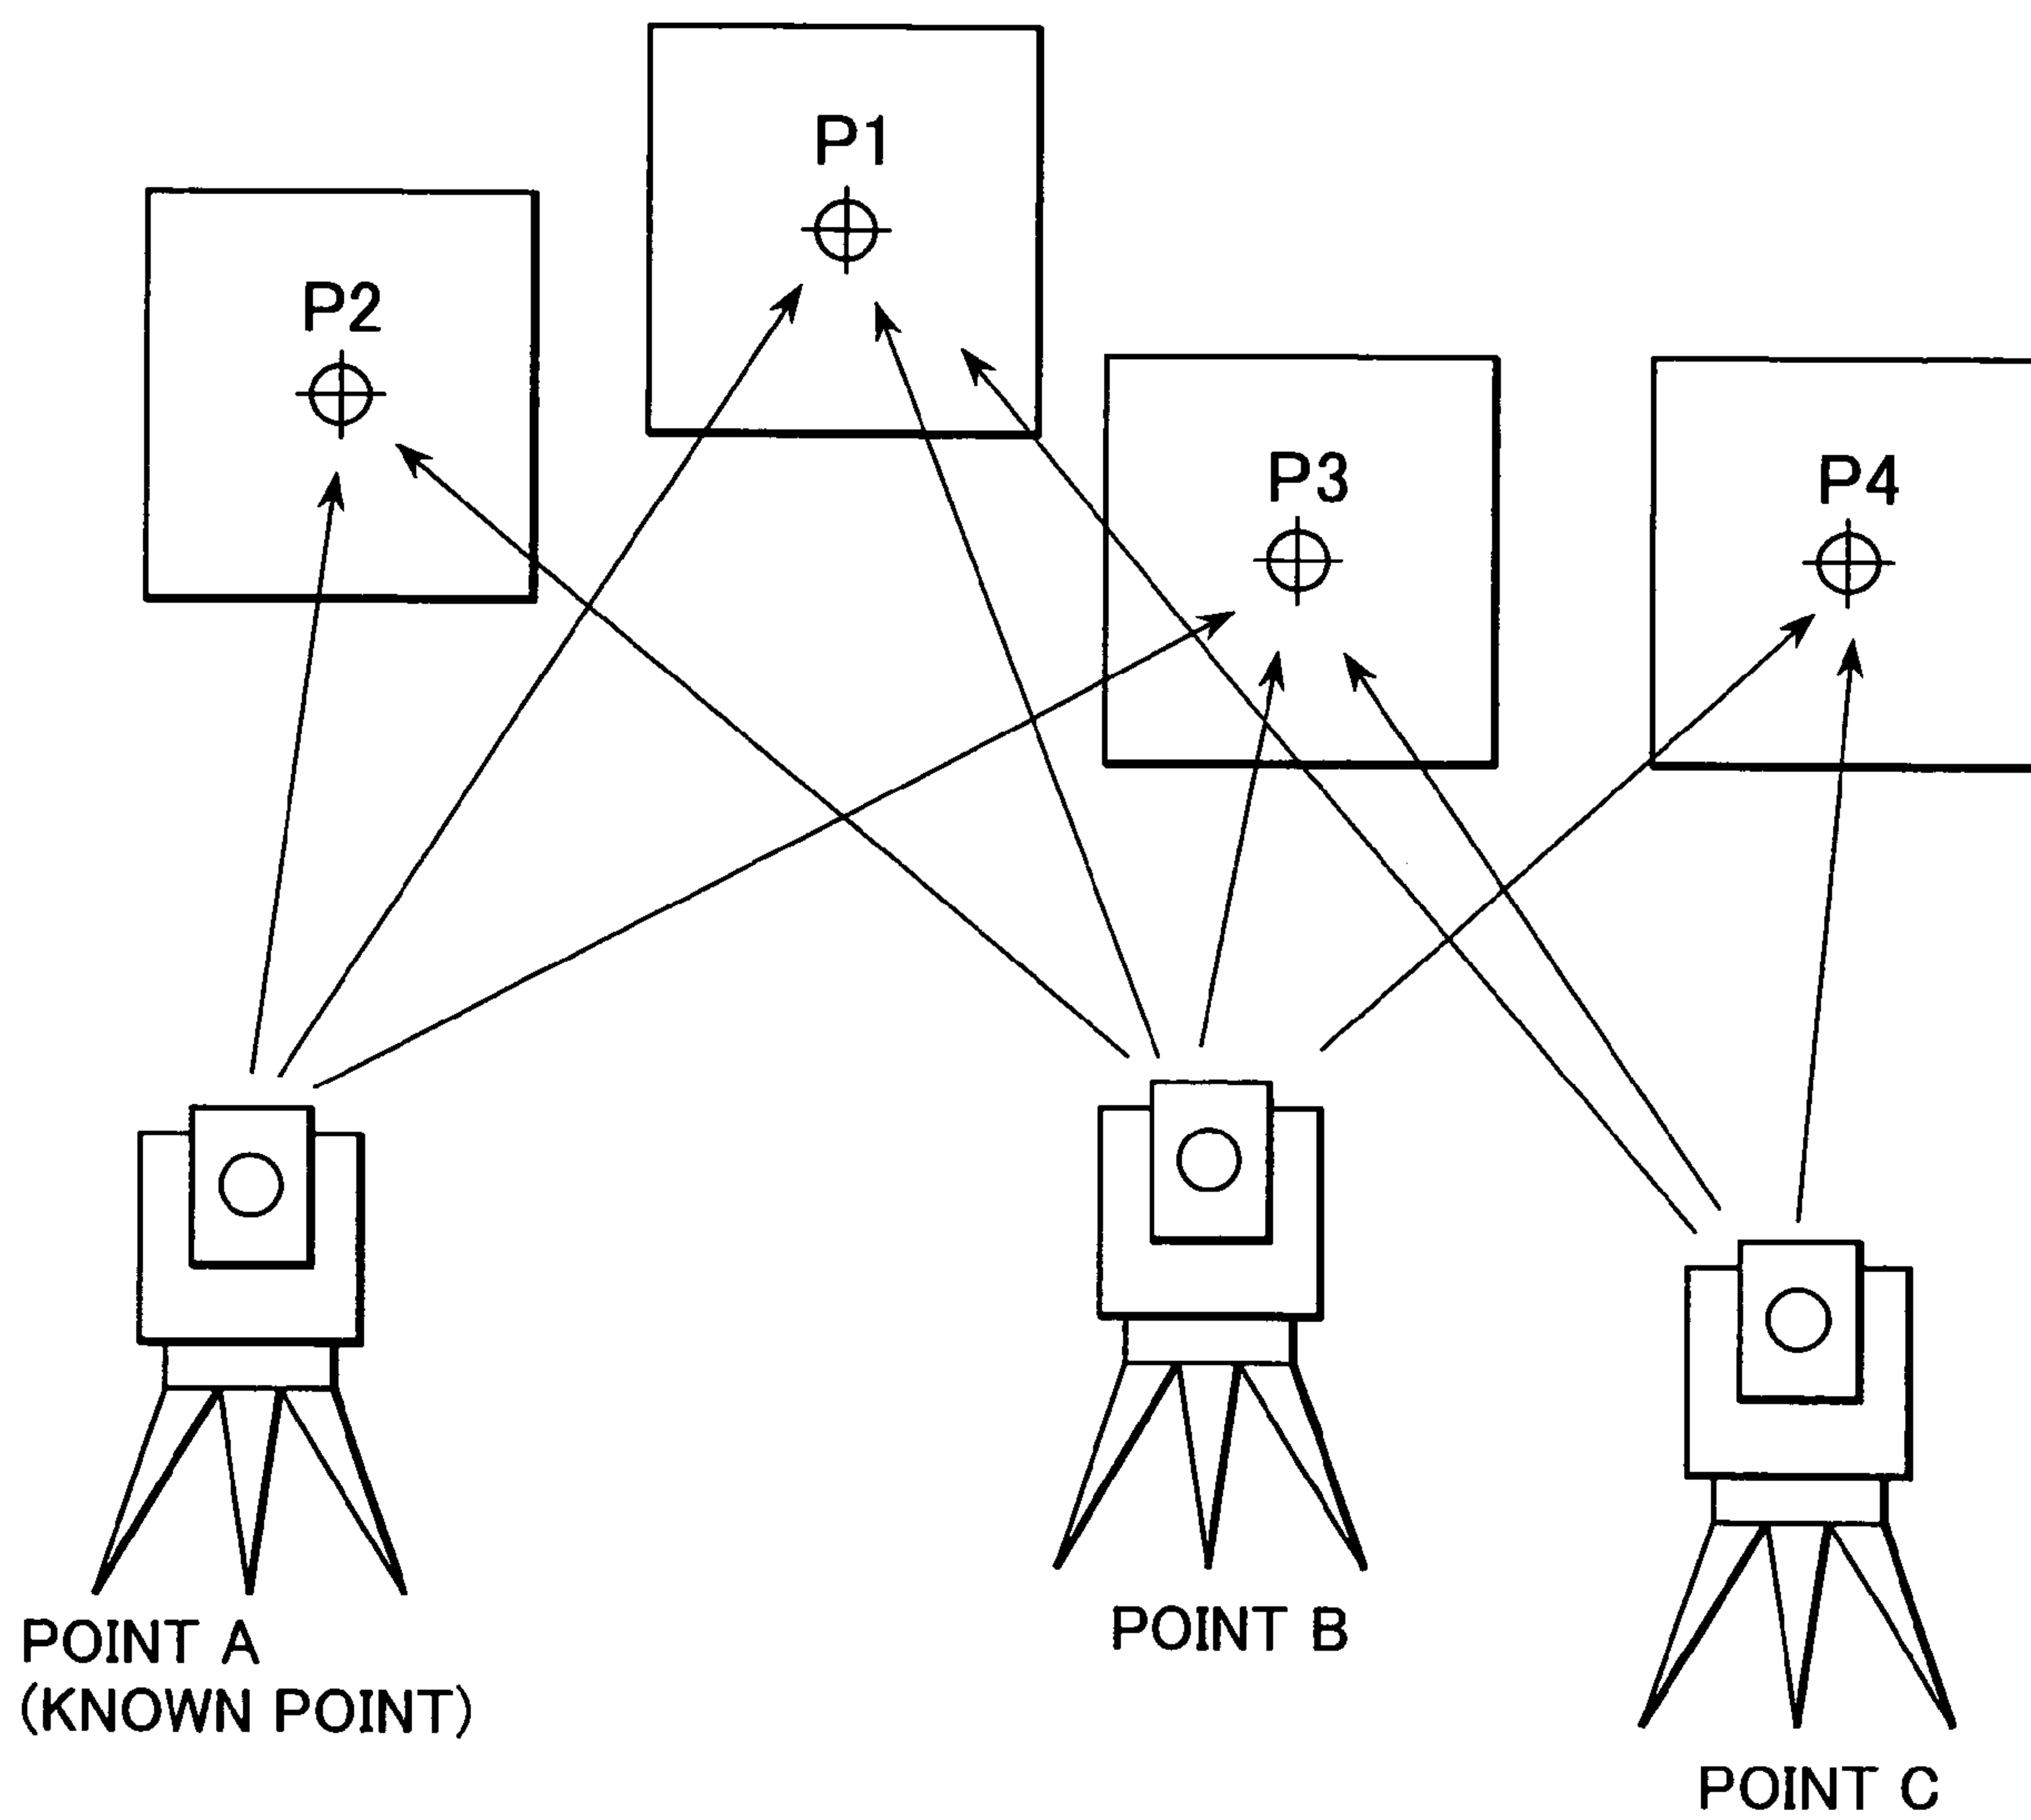 P1
P2
P3
P4
POINT A
(KNOWN POINT)
POINT B
POINT C